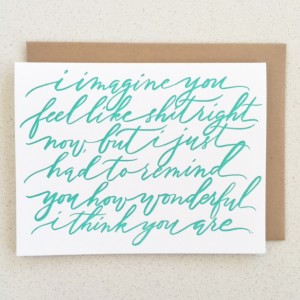 i imagine you
feel like shit right
now, but i just
had to remind
you how wonderful
i think you are